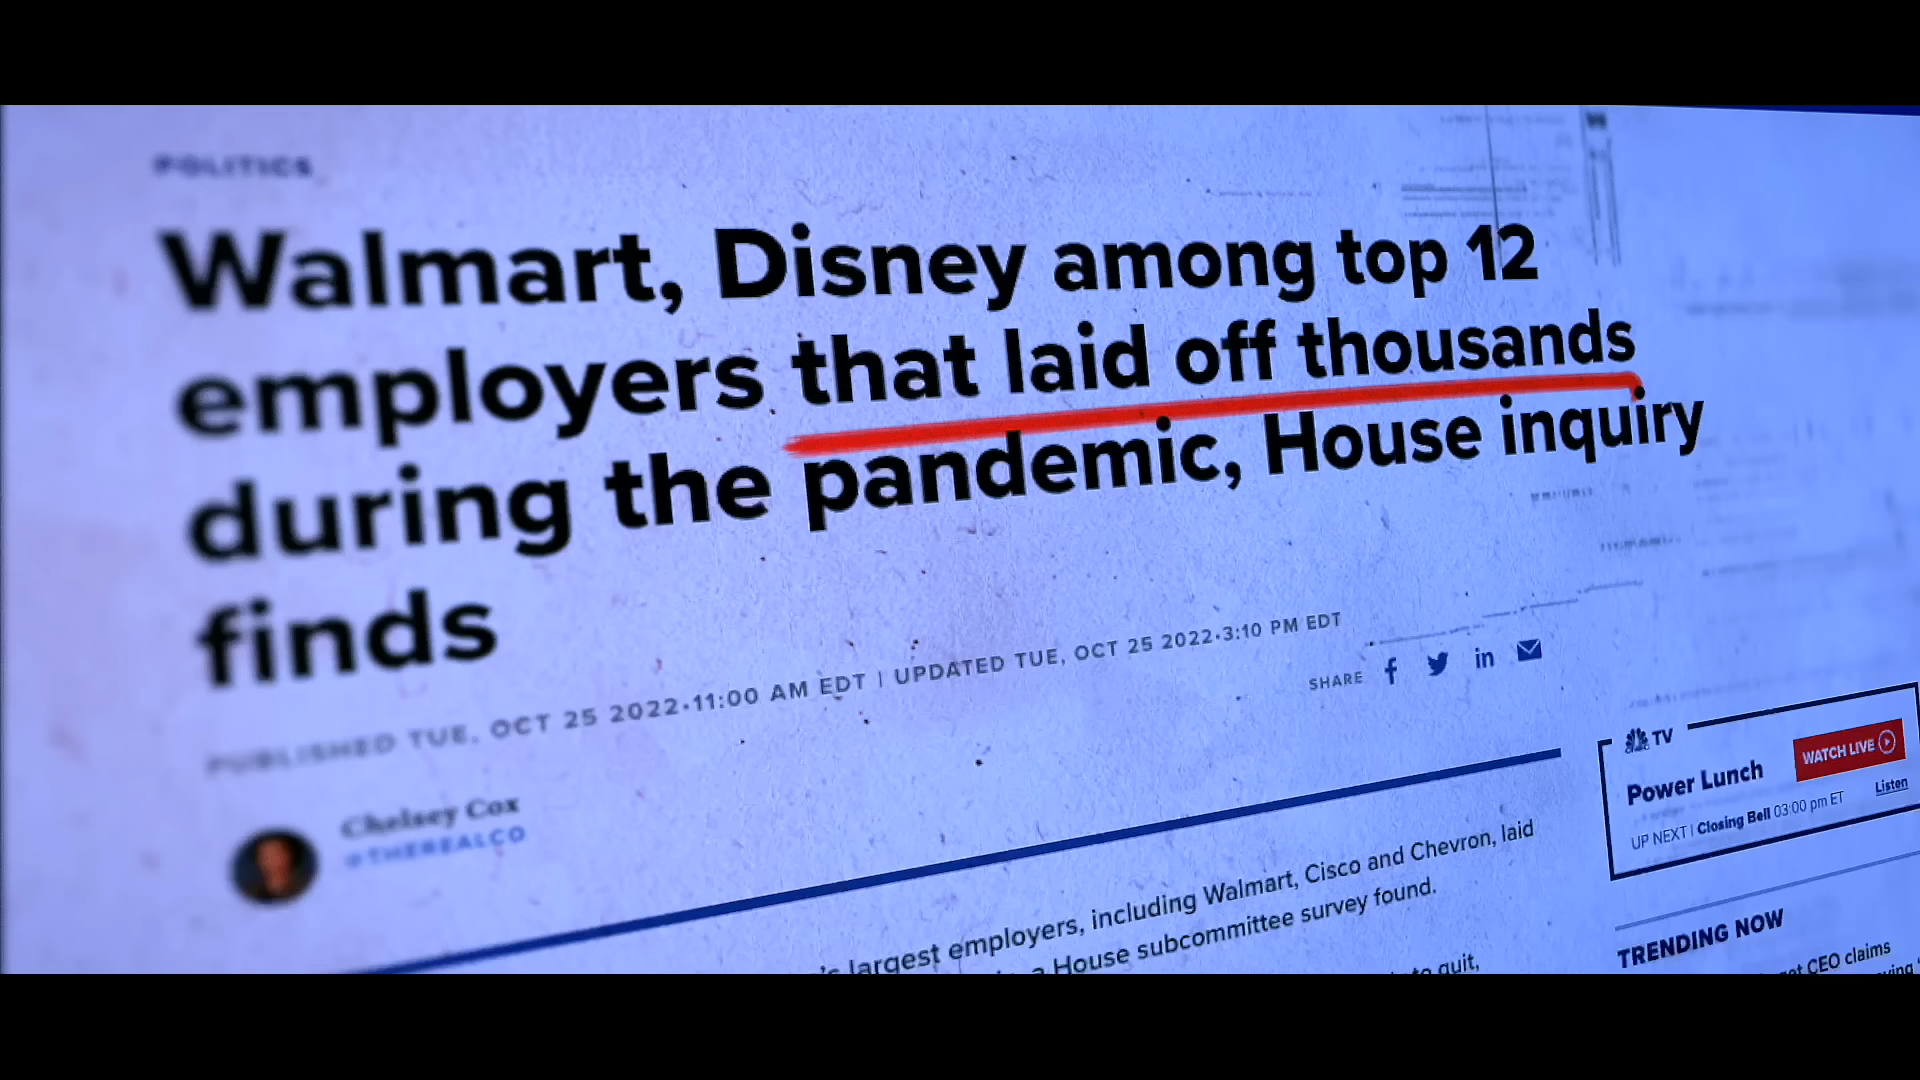 POLITICS
Walmart, Disney among top 12
employers that laid off thousands
during the pandemic, House inquiry
finds
PUBLISHED TUE, OCT 25 2022•11:00 AM EDT | UPDATED TUE, OCT 25 2022•3:10 PM EDT
SHARE
Chelsey Cox
@THEREALCO
largest employers, including Walmart, Cisco and Chevron, laid
House subcommittee survey found.
to quit,
TV
Power Lunch
WATCH LIVE
UP NEXT | Closing Bell 03:00 pm ET
Listen
TRENDING NOW
CEO claims